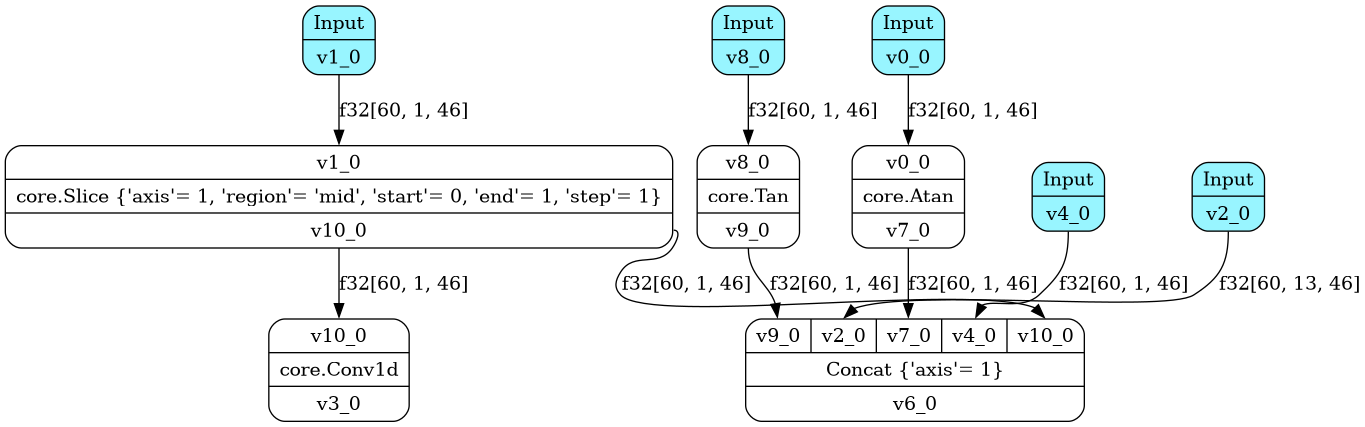 Input
v1_0
Input
v8_0
Input
v0_0
f32[60, 1, 46]
f32[60, 1, 46]
f32[60, 1, 46]
v1_0
core.Slice {'axis'= 1, 'region'= 'mid', 'start'= 0, 'end'= 1, 'step'= 1}
v10_0
v8_0
core.Tan
v9_0
v0_0
core.Atan
v7_0
Input
v4_0
Input
v2_0
f32[60, 1, 46]
f32[60, 1, 46]
f32[60, 1, 46]
f32[60, 1, 46]
f32[60, 1, 46]
f32[60, 13, 46]
v10_0
core.Conv1d
v3_0
v9_0 v2_0 v7_0 v4_0 v10_0
Concat {'axis'= 1}
v6_0